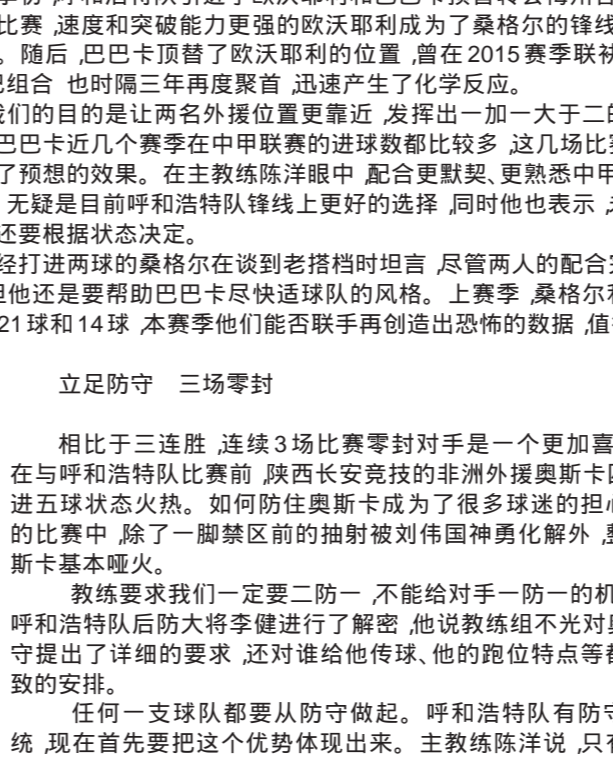 比赛,速度和突破能力更强的欧沃耶利成为了桑格尔的锋线
。随后,巴巴卡顶替了欧沃耶利的位置,曾在2015赛季联袂
组合 也时隔三年再度聚首,迅速产生了化学反应。
我们的目的是让两名外援位置更靠近,发挥出一加一大于二的
巴巴卡近几个赛季在中甲联赛的进球数都比较多,这几场比赛
了预想的效果。在主教练陈洋眼中,配合更默契、更熟悉中甲
无疑是目前呼和浩特队锋线上更好的选择,同时他也表示,
还要根据状态决定。
经打进两球的桑格尔在谈到老搭档时坦言,尽管两人的配合
但他还是要帮助巴巴卡尽快适球队的风格。上赛季,桑格尔和
21球和14球,本赛季他们能否联手再创造出恐怖的数据,值
立足防守 三场零封
相比于三连胜,连续3场比赛零封对手是一个更加喜
在与呼和浩特队比赛前,陕西长安竞技的非洲外援奥斯卡四
进五球状态火热。如何防住奥斯卡成为了很多球迷的担心
的比赛中,除了一脚禁区前的抽射被刘伟国神勇化解外,整
斯卡基本哑火。
教练要求我们一定要二防一,不能给对手一防一的机
呼和浩特队后防大将李健进行了解密,他说教练组不光对奥
守提出了详细的要求,还对谁给他传球、他的跑位特点等都
致的安排。
任何一支球队都要从防守做起。呼和浩特队有防守
统,现在首先要把这个优势体现出来。主教练陈洋说,只有